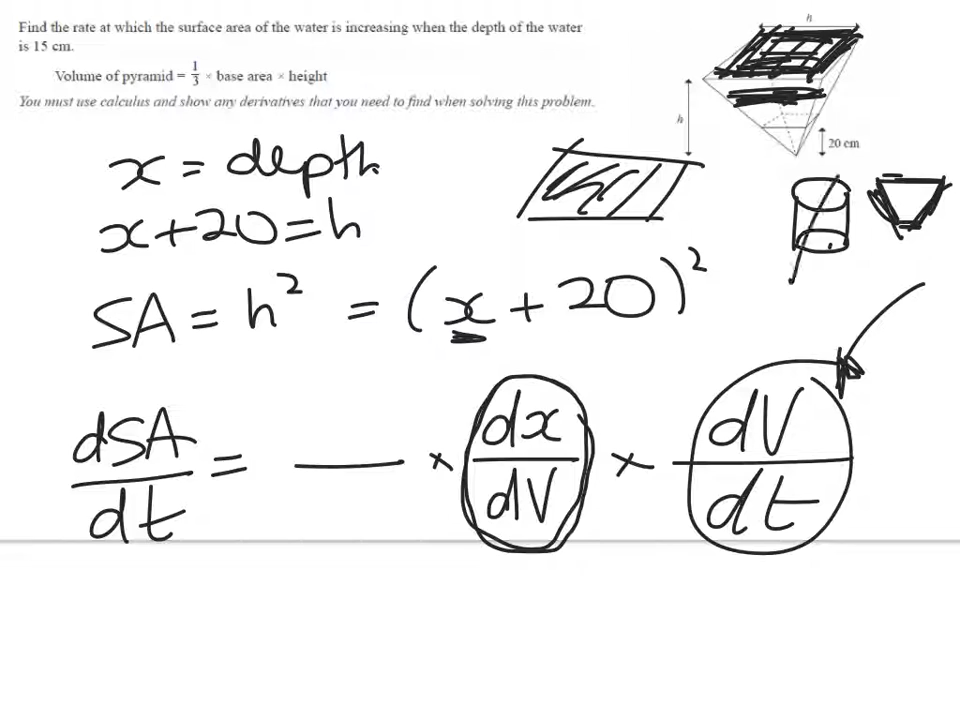 Find the rate at which the surface area of the water is increasing when the depth of the water
is 15 cm.
Volume of pyramid = 1/3 × base area × height
You must use calculus and show any derivatives that you need to find when solving this problem.
h
h
20 cm
x = depth
x+20=h
SA = h² = (x + 20)²
dSA/dt = — × dx/dV × dV/dt